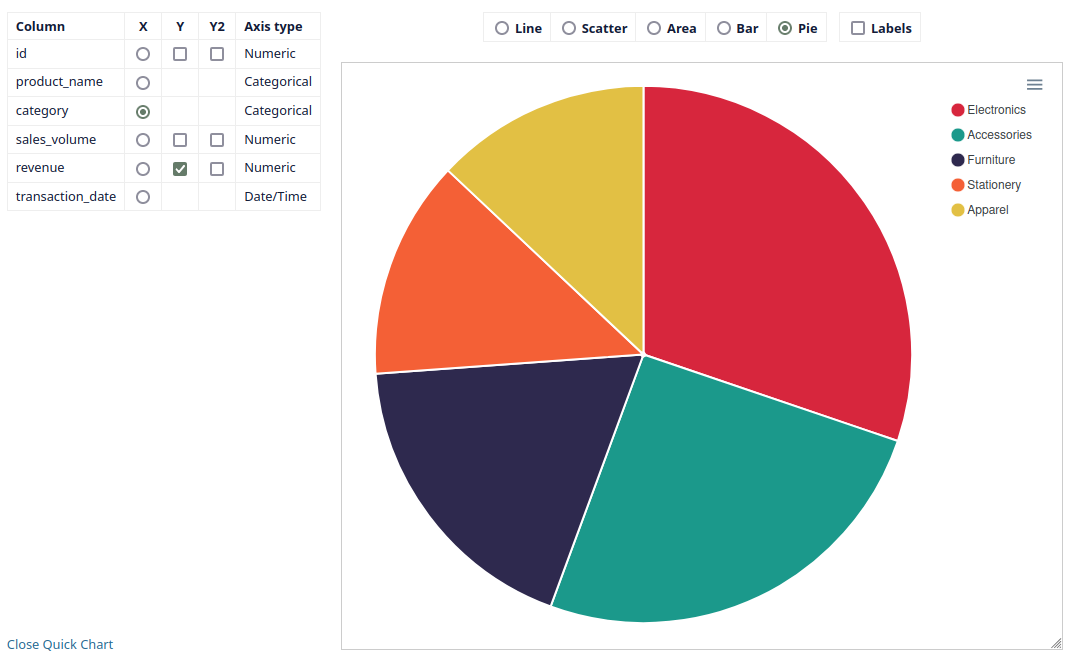 Column X Y Y2 Axis type
id Numeric
product_name Categorical
category Categorical
sales_volume Numeric
revenue Numeric
transaction_date Date/Time
Line Scatter Area Bar Pie Labels
Electronics
Accessories
Furniture
Stationery
Apparel
Close Quick Chart